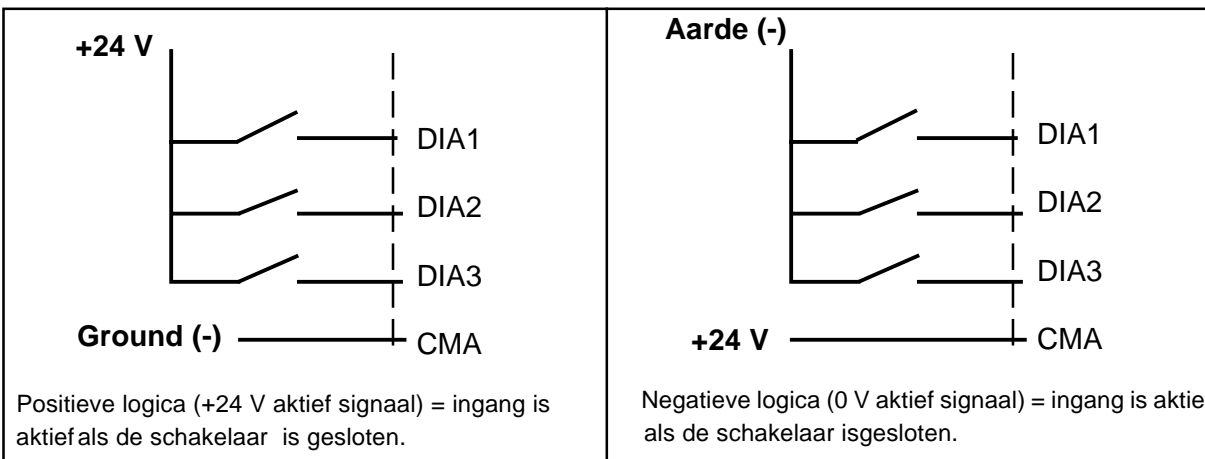 +24 V
DIA1
DIA2
DIA3
Ground (-)
CMA
Positieve logica (+24 V aktief signaal) = ingang is
aktief als de schakelaar is gesloten.
Aarde (-)
DIA1
DIA2
DIA3
+24 V
CMA
Negatieve logica (0 V aktief signaal) = ingang is aktie
als de schakelaar isgesloten.